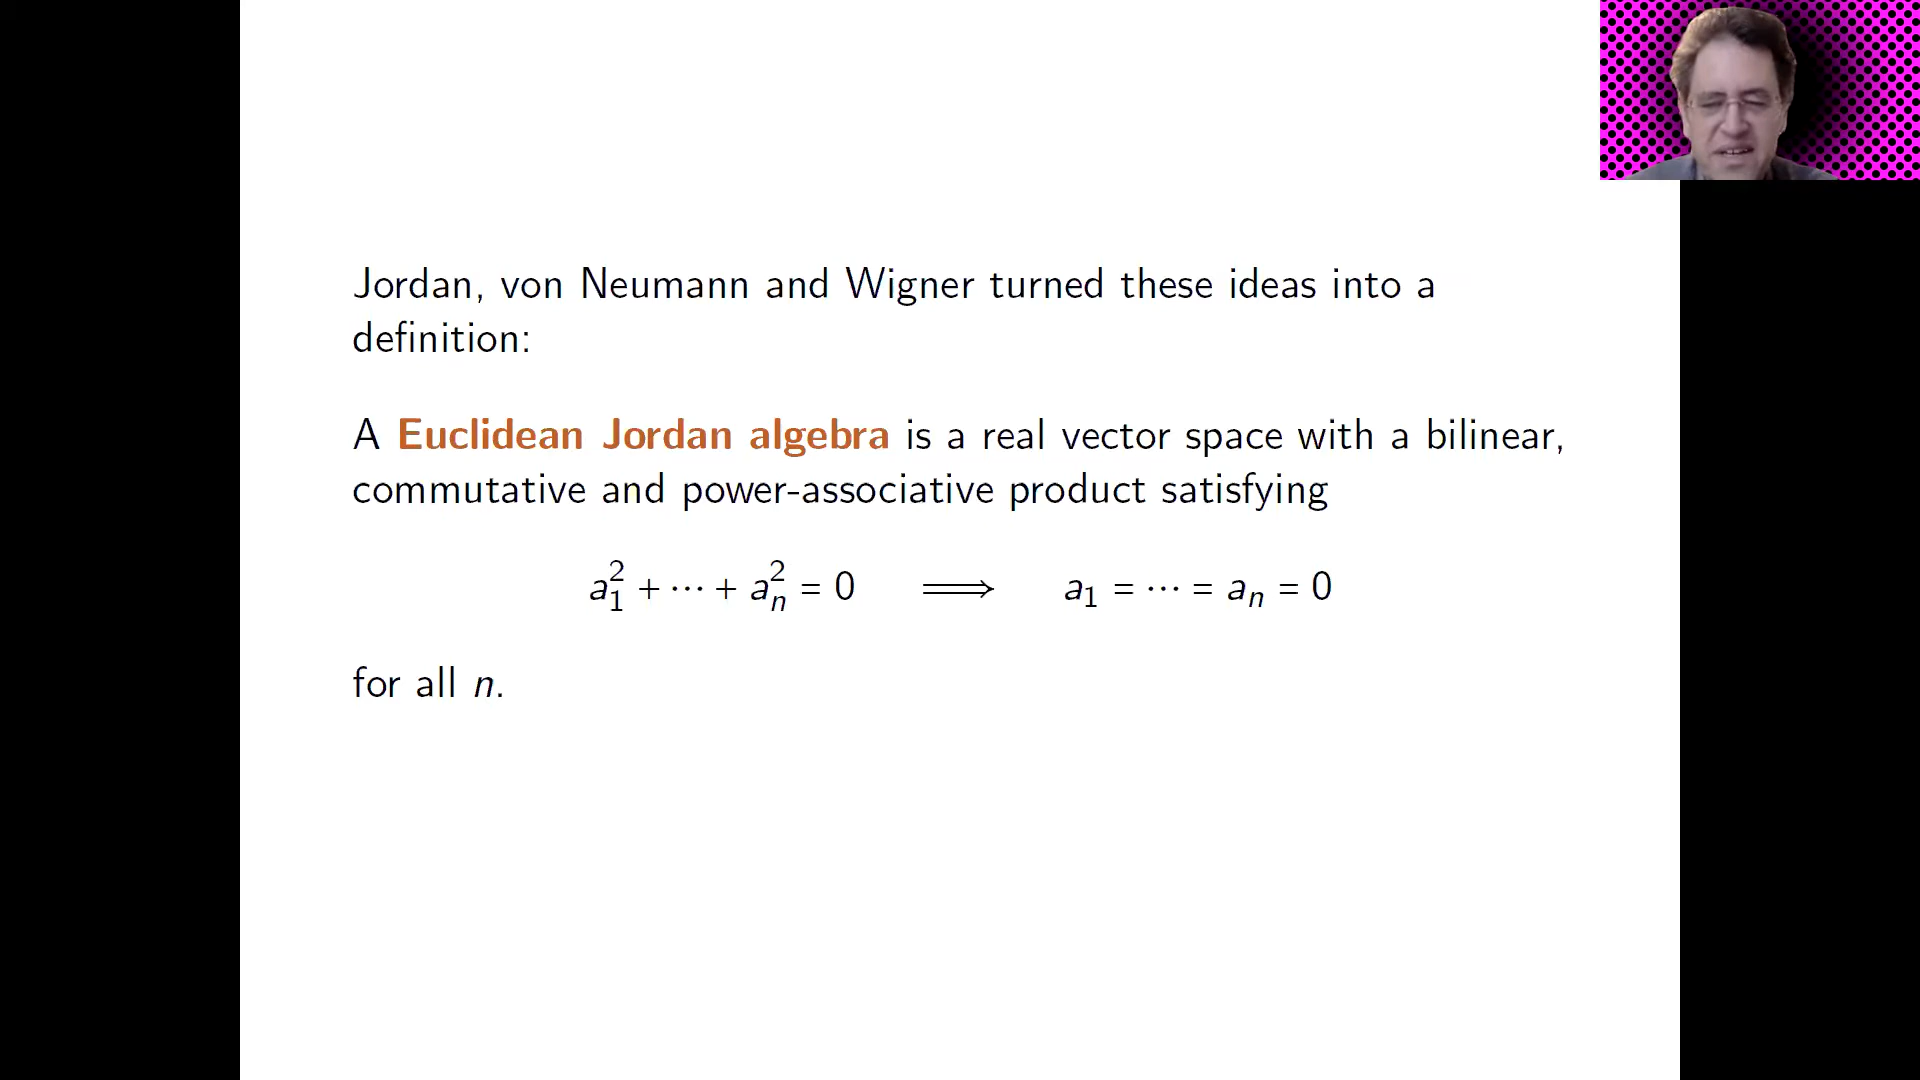 Jordan, von Neumann and Wigner turned these ideas into a
definition:
A Euclidean Jordan algebra is a real vector space with a bilinear,
commutative and power-associative product satisfying
a₁² + ⋯ + aₙ² = 0 ⟹ a₁ = ⋯ = aₙ = 0
for all n.